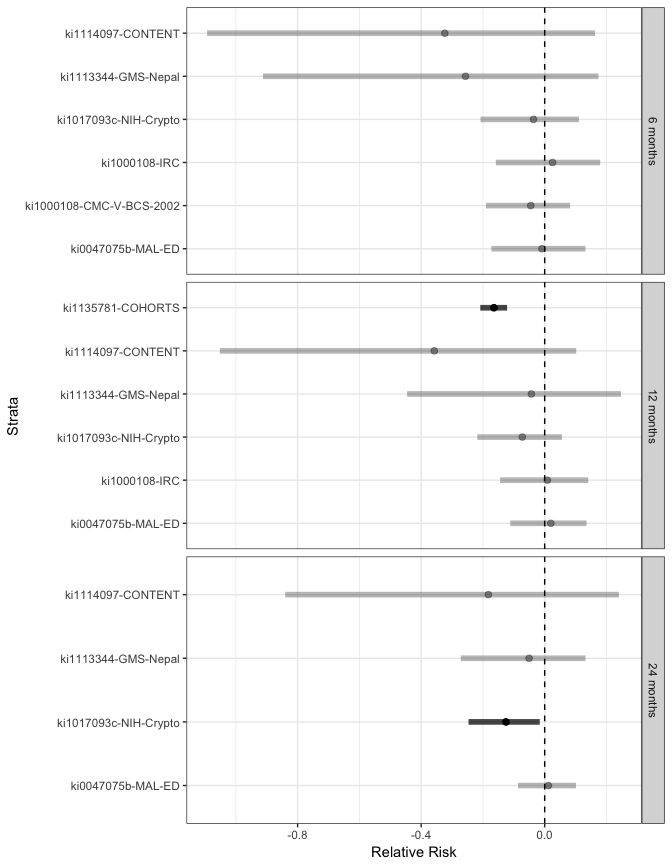 ki1114097-CONTENT
ki1113344-GMS-Nepal
ki1017093c-NIH-Crypto
ki1000108-IRC
ki1000108-CMC-V-BCS-2002
ki0047075b-MAL-ED
6 months
ki1135781-COHORTS
ki1114097-CONTENT
ki1113344-GMS-Nepal
ki1017093c-NIH-Crypto
ki1000108-IRC
ki0047075b-MAL-ED
12 months
ki1114097-CONTENT
ki1113344-GMS-Nepal
ki1017093c-NIH-Crypto
ki0047075b-MAL-ED
24 months
Strata
-0.8 -0.4 0.0
Relative Risk